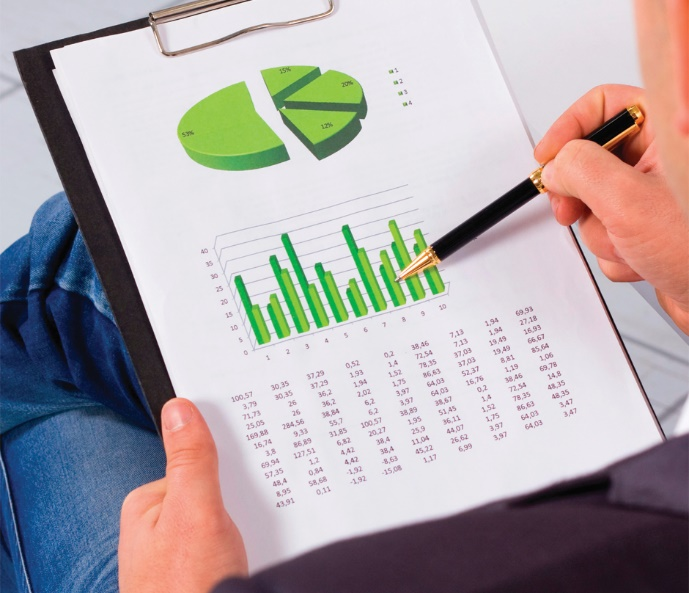 15%
20%
53%
12%
1
2
3
4
40
35
30
25
20
15
10
5
0
1 2 3 4 5 6 7 8 9 10
100,57 30,35 37,29 0,52 0,2 38,46 7,13 1,94 69,93
3,79 30,35 37,29 1,93 1,4 72,54 7,13 1,94 27,18
71,73 26 36,2 1,94 1,52 78,35 37,03 19,49 16,93
25,05 26 36,2 2,02 1,75 86,63 37,03 19,49 66,67
169,88 284,56 38,84 6,2 3,97 64,03 52,37 8,81 85,64
16,74 9,33 55,7 6,2 3,97 64,03 16,76 1,19 1,06
3,8 86,89 31,85 100,57 38,89 38,67 0,2 38,46 69,78
69,94 127,51 6,82 20,27 1,95 51,45 1,4 72,54 14,8
57,35 1,2 4,42 38,4 25,9 36,11 1,52 78,35 48,35
48,4 0,84 4,42 38,4 13,04 44,07 1,75 86,63 48,35
8,95 58,68 -1,92 -8,63 45,22 26,62 3,97 64,03 3,47
43,91 0,11 -1,92 -13,08 1,17 6,99 3,97 64,03 3,47